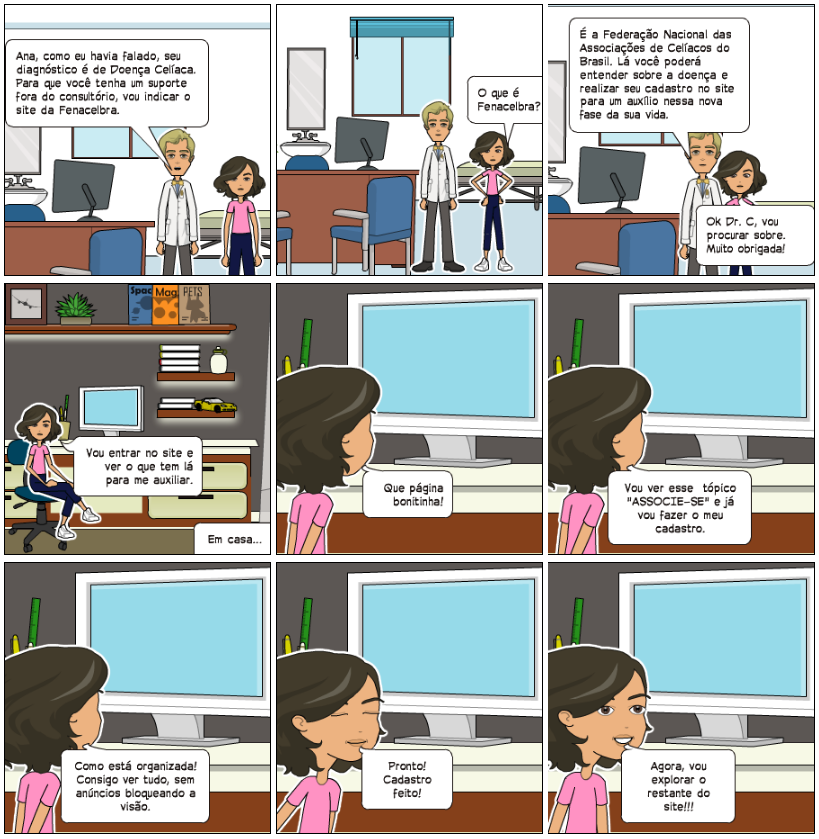 Ana, como eu havia falado, seu
diagnóstico é de Doença Celíaca.
Para que você tenha um suporte
fora do consultório, vou indicar o
site da Fenacelbra.
O que é
Fenacelbra?
É a Federação Nacional das
Associações de Celíacos do
Brasil. Lá você poderá
entender sobre a doença e
realizar seu cadastro no site
para um auxílio nessa nova
fase da sua vida.
Ok Dr. C, vou
procurar sobre.
Muito obrigada!
Spac
Mag
PETS
Vou entrar no site e
ver o que tem lá
para me auxiliar.
Em casa...
Que página
bonitinha!
Vou ver esse tópico
"ASSOCIE-SE" e já
vou fazer o meu
cadastro.
Como está organizada!
Consigo ver tudo, sem
anúncios bloqueando a
visão.
Pronto!
Cadastro
feito!
Agora, vou
explorar o
restante do
site!!!